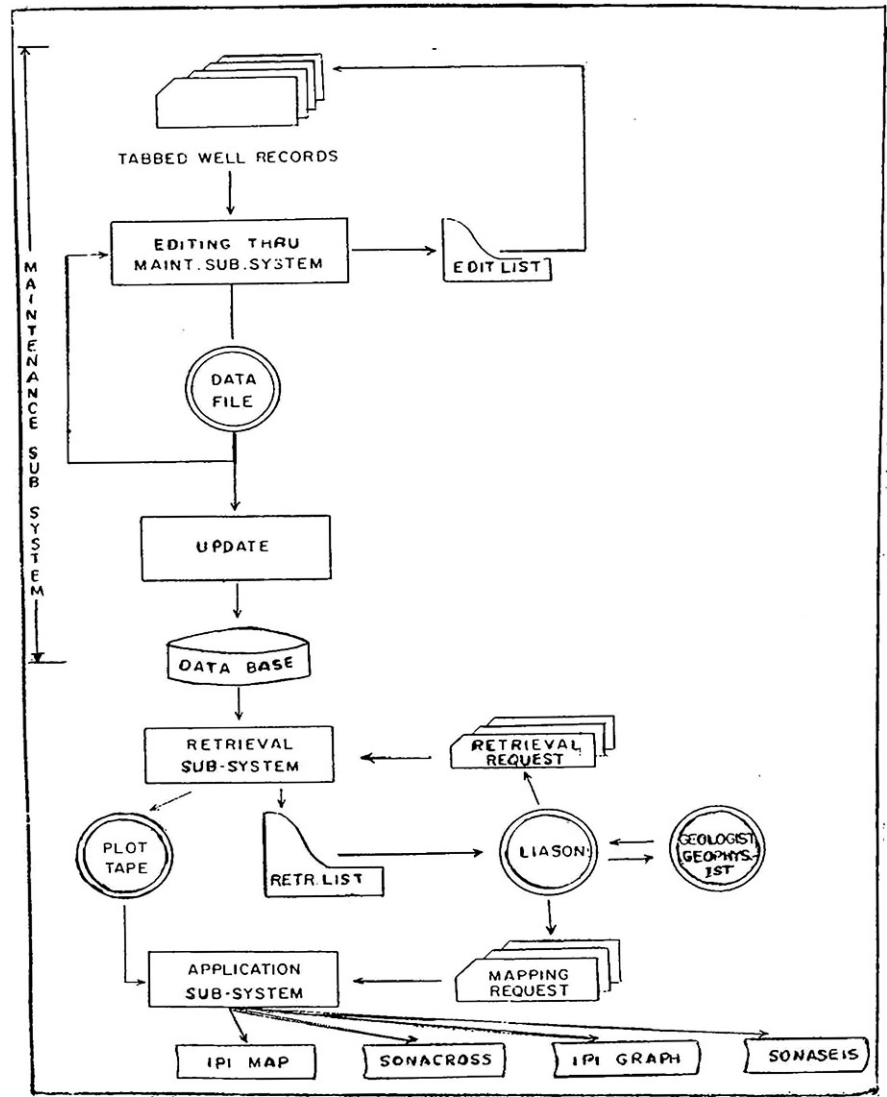 TABBED WELL RECORDS
EDITING THRU
MAINT. SUB. SYSTEM
EDIT LIST
MAINTENANCE SUB SYSTEM
DATA
FILE
UPDATE
DATA BASE
RETRIEVAL
SUB-SYSTEM
RETRIEVAL
REQUEST
PLOT
TAPE
RETR. LIST
LIASON
GEOLOGIST
GEOPHYS-
IST
APPLICATION
SUB-SYSTEM
MAPPING
REQUEST
IPI MAP
SONACROSS
IPI GRAPH
SONASEIS